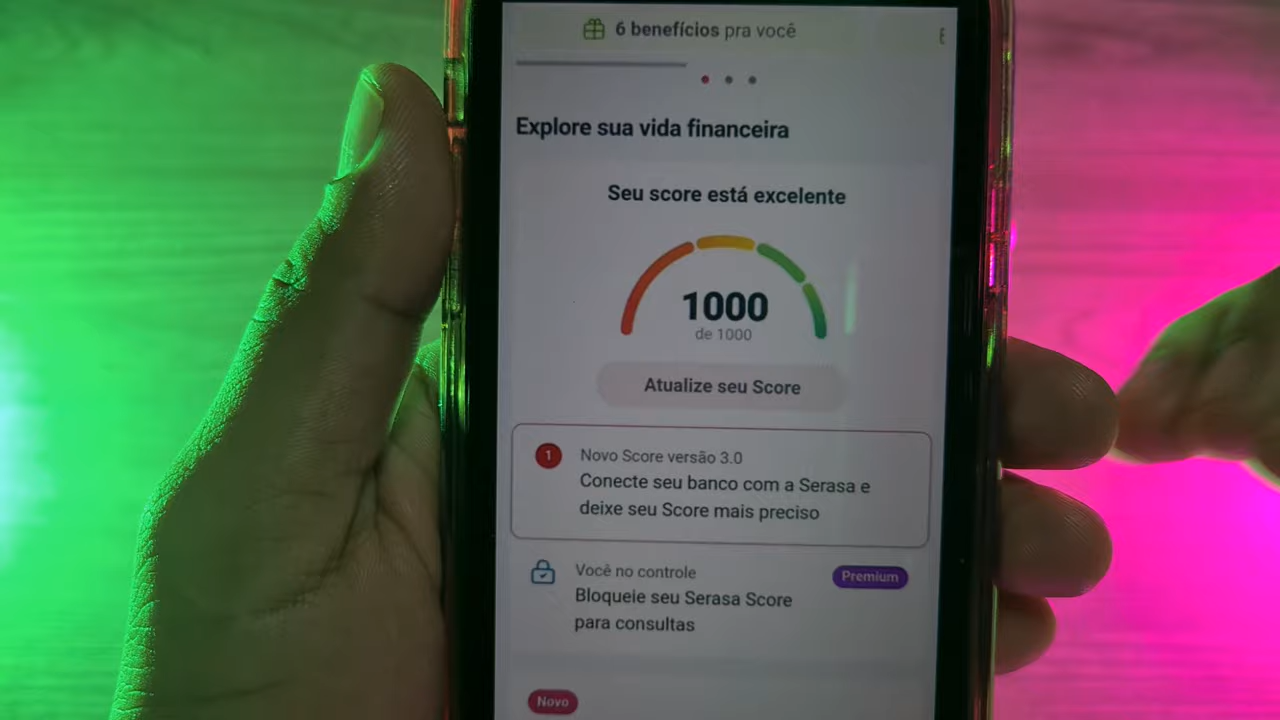 6 benefícios pra você
Explore sua vida financeira
Seu score está excelente
1000
de 1000
Atualize seu Score
1
Novo Score versão 3.0
Conecte seu banco com a Serasa e
deixe seu Score mais preciso
Você no controle
Premium
Bloqueie seu Serasa Score
para consultas
Novo